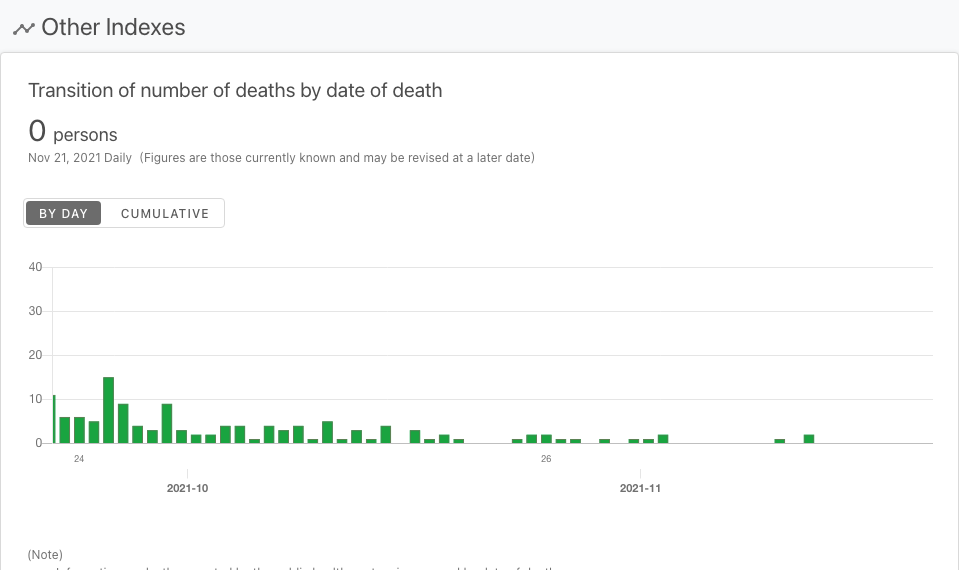 Other Indexes
Transition of number of deaths by date of death
0 persons
Nov 21, 2021 Daily (Figures are those currently known and may be revised at a later date)
BY DAY CUMULATIVE
40
30
20
10
0
24 26
2021-10 2021-11
(Note)